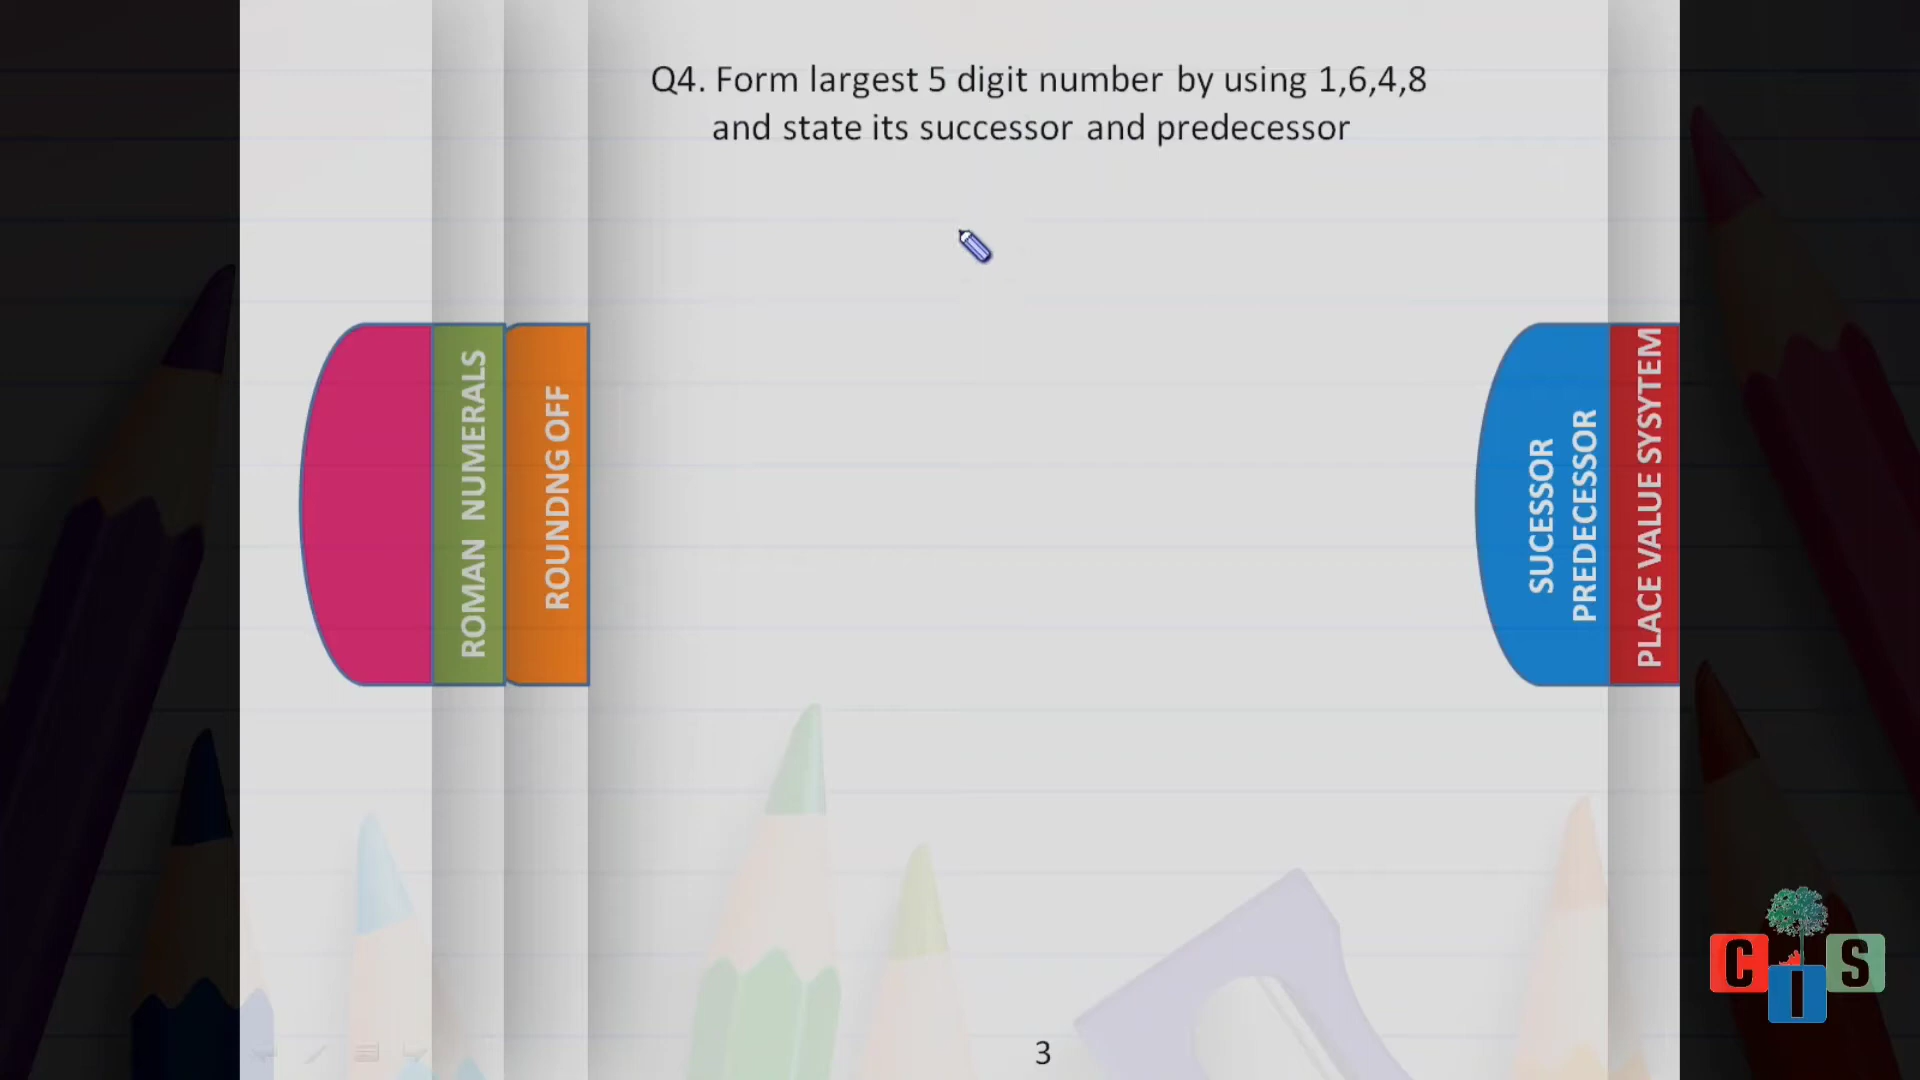 Q4. Form largest 5 digit number by using 1,6,4,8
and state its successor and predecessor
ROMAN NUMERALS
ROUNDNG OFF
SUCESSOR
PREDECESSOR
PLACE VALUE SYSYTEM
C I S
3